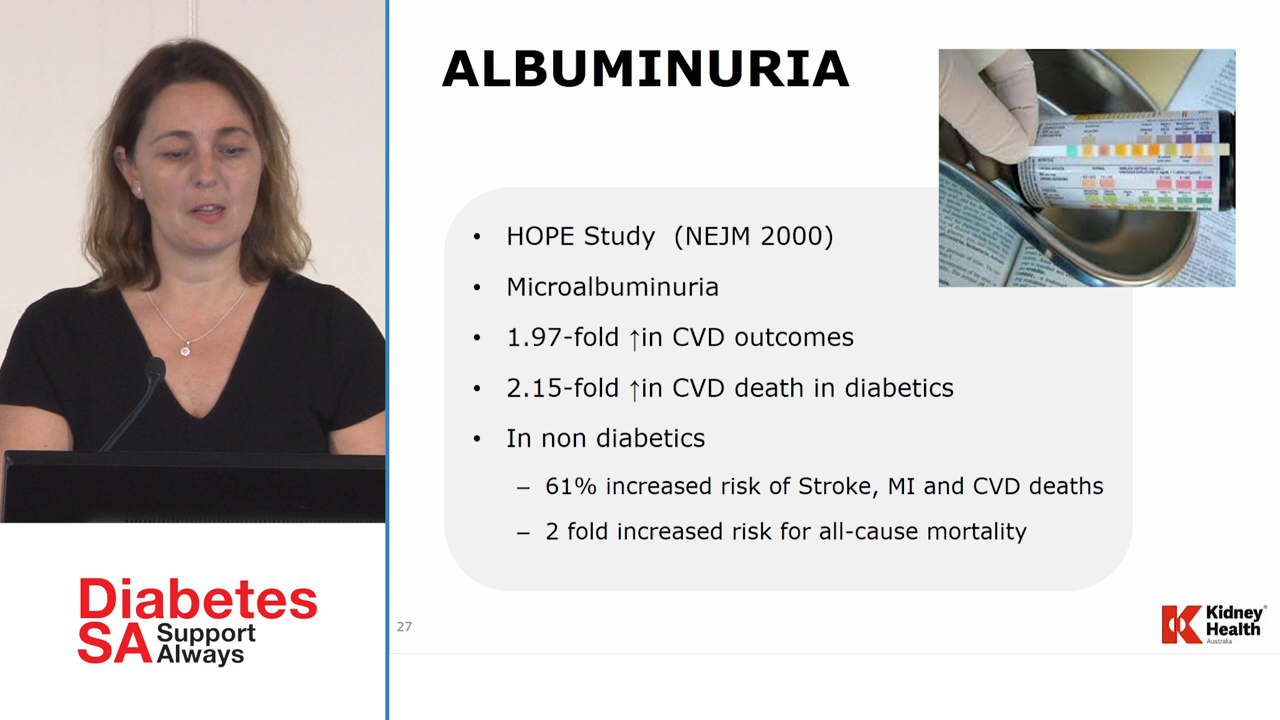 ALBUMINURIA
• HOPE Study (NEJM 2000)
• Microalbuminuria
• 1.97-fold ↑in CVD outcomes
• 2.15-fold ↑in CVD death in diabetics
• In non diabetics
– 61% increased risk of Stroke, MI and CVD deaths
– 2 fold increased risk for all-cause mortality
27
Kidney
Health
Australia
Diabetes
SA Support
Always